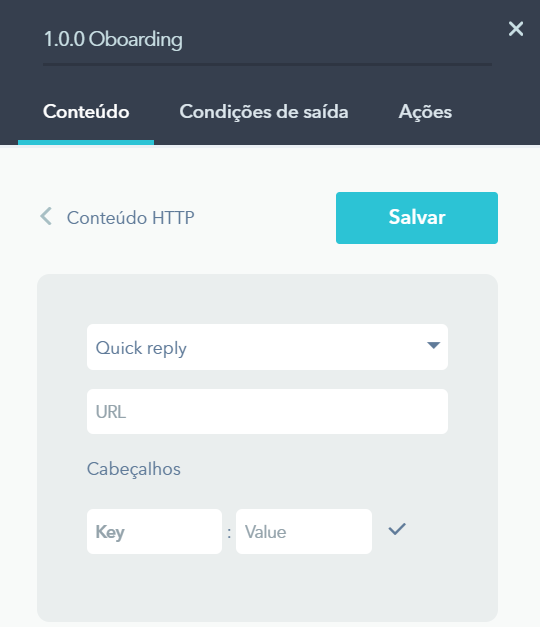 1.0.0 Oboarding
Conteúdo Condições de saída Ações
Conteúdo HTTP Salvar
Quick reply
URL
Cabeçalhos
Key : Value